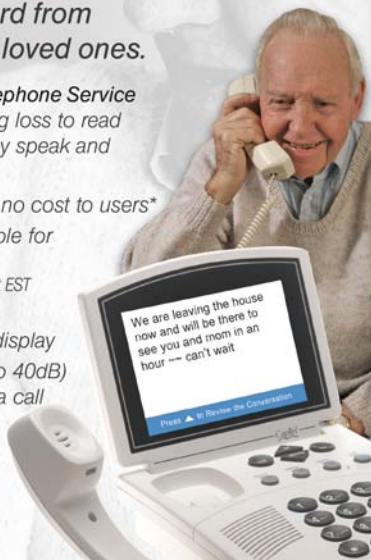 rd from
loved ones.
ephone Service
g loss to read
y speak and
no cost to users*
ble for
EST
display
o 40dB)
a call
We are leaving the house
now and will be there to
see you and mom in an
hour ~~ can't wait
Press ▲ to Review the Conversation
CapTel